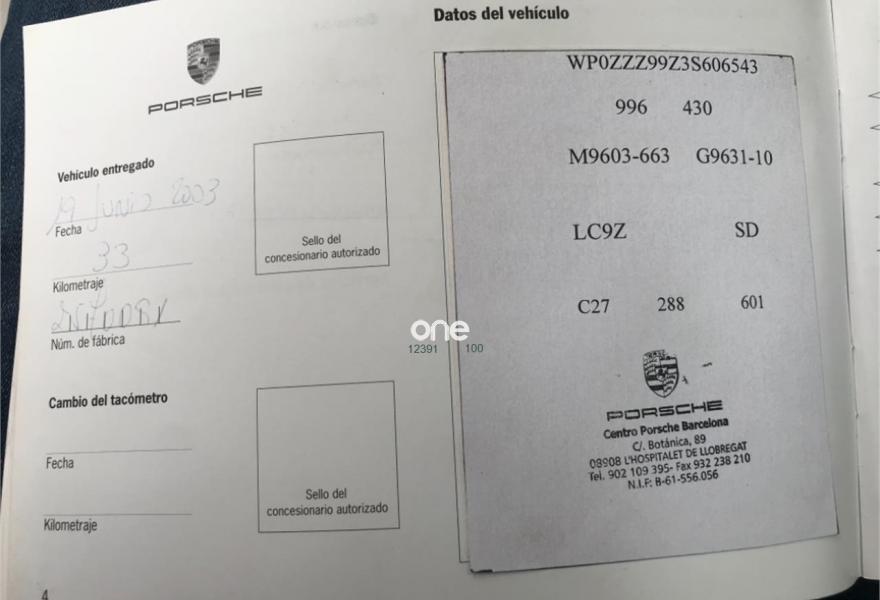 PORSCHE
Vehículo entregado
19 Junio 2003
Fecha
33
Kilometraje
Núm. de fábrica
Sello del
concesionario autorizado
Cambio del tacómetro
Fecha
Kilometraje
Sello del
concesionario autorizado
4
Datos del vehículo
WP0ZZZ99Z3S606543
996 430
M9603-663 G9631-10
LC9Z SD
C27 288 601
PORSCHE
Centro Porsche Barcelona
C/. Botánica, 89
08908 L'HOSPITALET DE LLOBREGAT
Tel. 902 109 395- Fax 932 238 210
N.I.F: B-61-556.056
one
12391 100